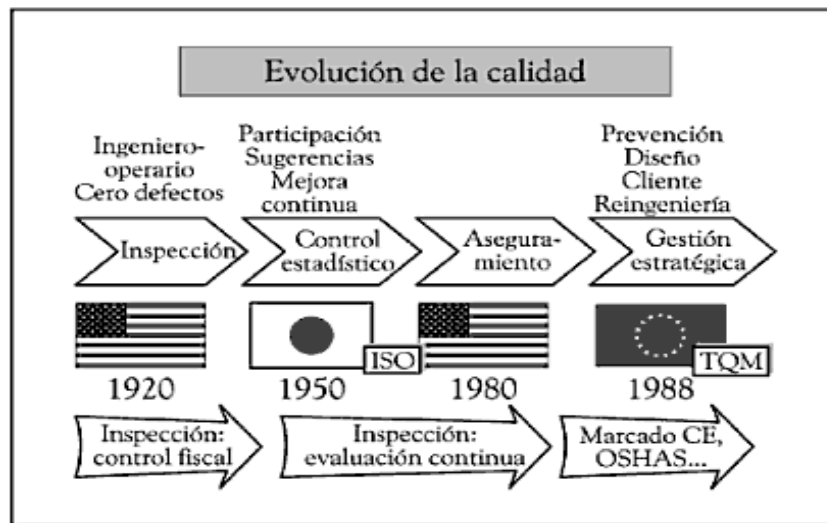 Evolución de la calidad
Ingeniero-
operario
Cero defectos
Participación
Sugerencias
Mejora
continua
Prevención
Diseño
Cliente
Reingeniería
Inspección
Control
estadístico
Asegura-
miento
Gestión
estratégica
ISO
TQM
1920
1950
1980
1988
Inspección:
control fiscal
Inspección:
evaluación continua
Marcado CE,
OSHAS...